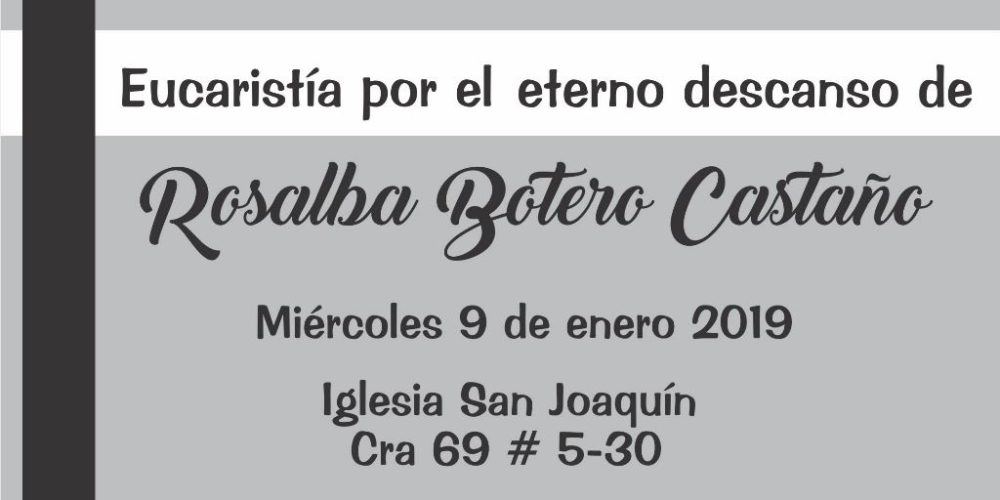 Eucaristía por el eterno descanso de
Rosalba Botero Castaño
Miércoles 9 de enero 2019
Iglesia San Joaquín
Cra 69 # 5-30